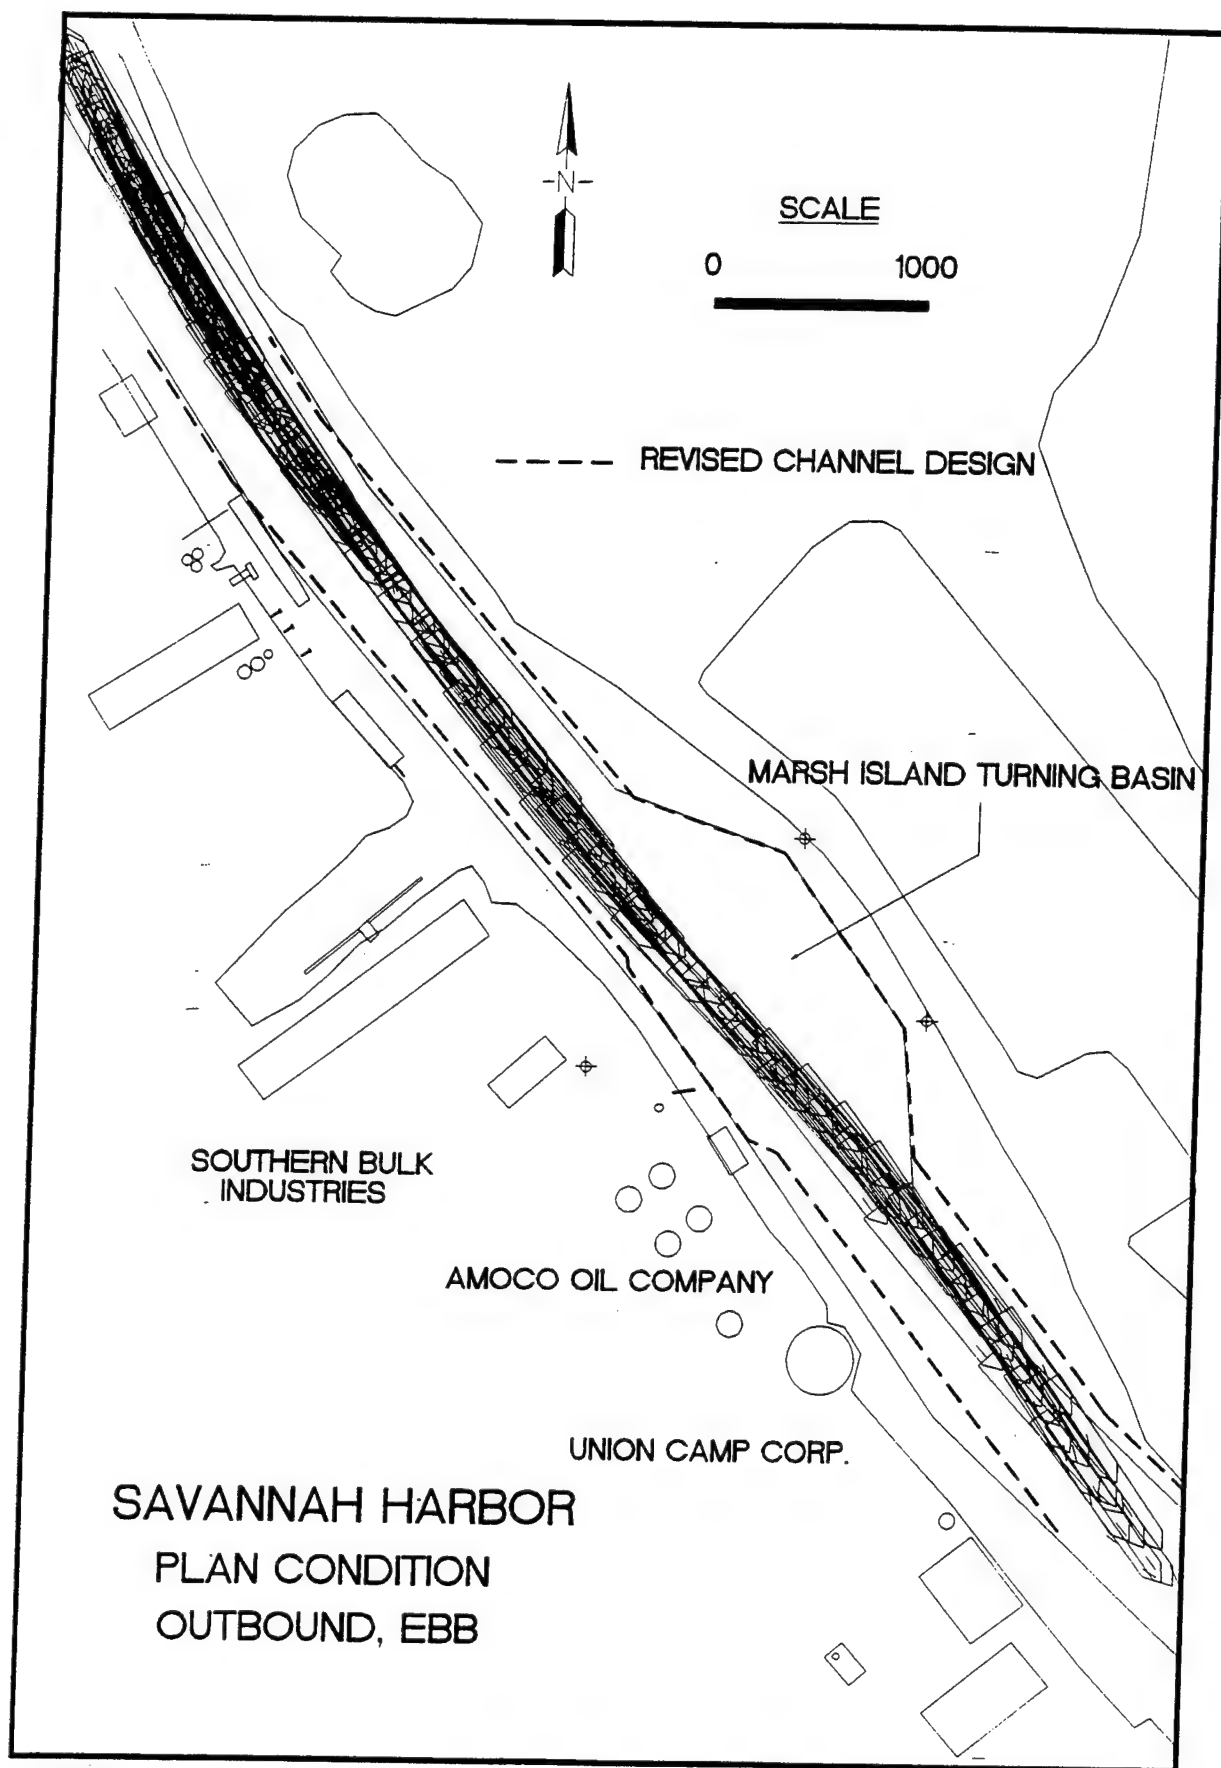 N
SCALE
0 1000
REVISED CHANNEL DESIGN
MARSH ISLAND TURNING BASIN
SOUTHERN BULK
INDUSTRIES
AMOCO OIL COMPANY
UNION CAMP CORP.
SAVANNAH HARBOR
PLAN CONDITION
OUTBOUND, EBB